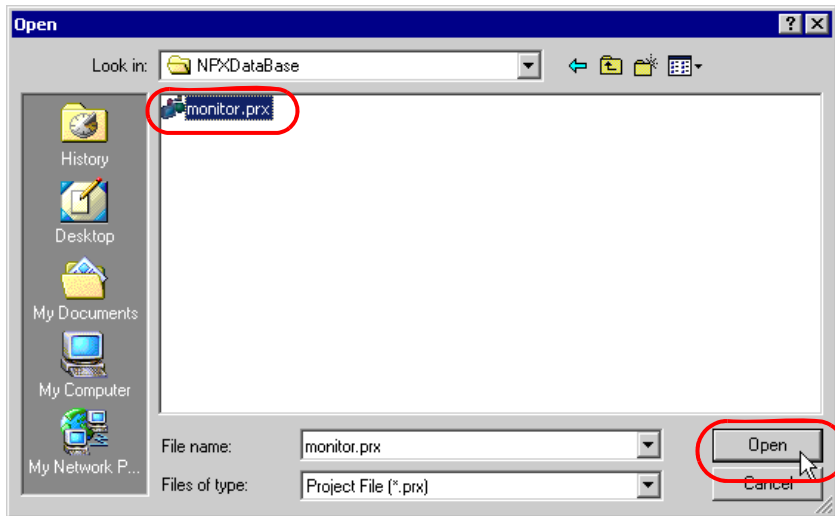 Open
Look in: NPXDataBase
monitor.prx
History
Desktop
My Documents
My Computer
My Network P...
File name: monitor.prx Open
Files of type: Project File (*.prx) Cancel